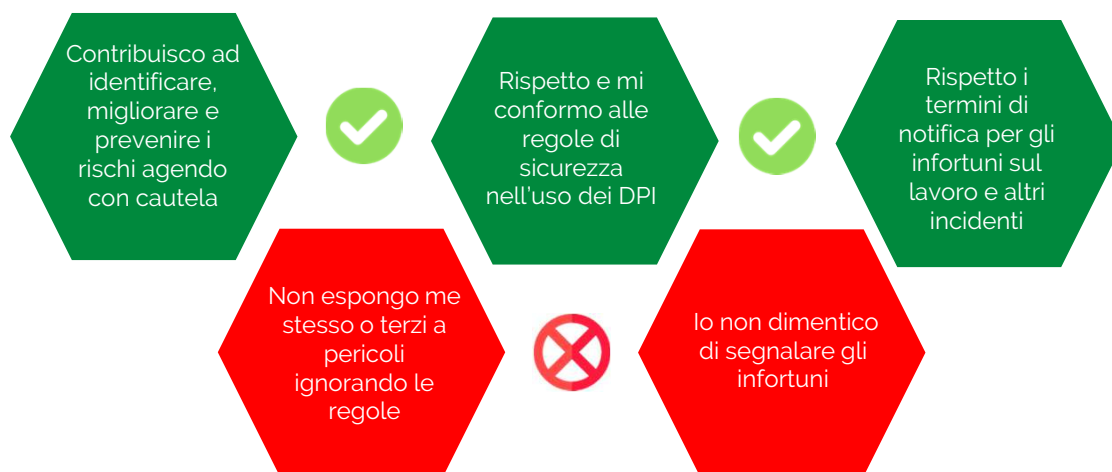 Contribuisco ad
identificare,
migliorare e
prevenire i
rischi agendo
con cautela
Rispetto e mi
conformo alle
regole di
sicurezza
nell'uso dei DPI
Rispetto i
termini di
notifica per gli
infortuni sul
lavoro e altri
incidenti
Non espongo me
stesso o terzi a
pericoli
ignorando le
regole
Io non dimentico
di segnalare gli
infortuni